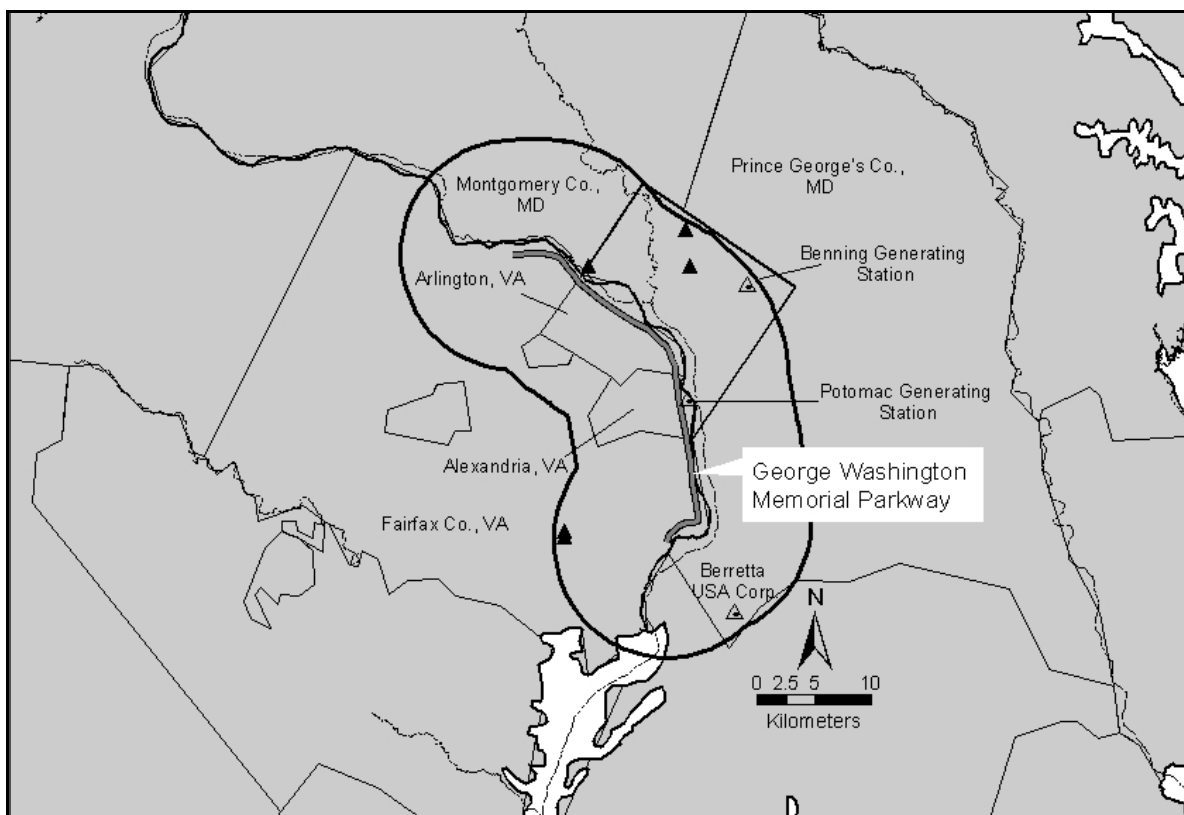 Montgomery Co.,
MD
Prince George's Co.,
MD
Benning Generating
Station
Arlington, VA
Potomac Generating
Station
Alexandria, VA
George Washington
Memorial Parkway
Fairfax Co., VA
Berretta
USA Corp.
N
0 2.5 5 10
Kilometers